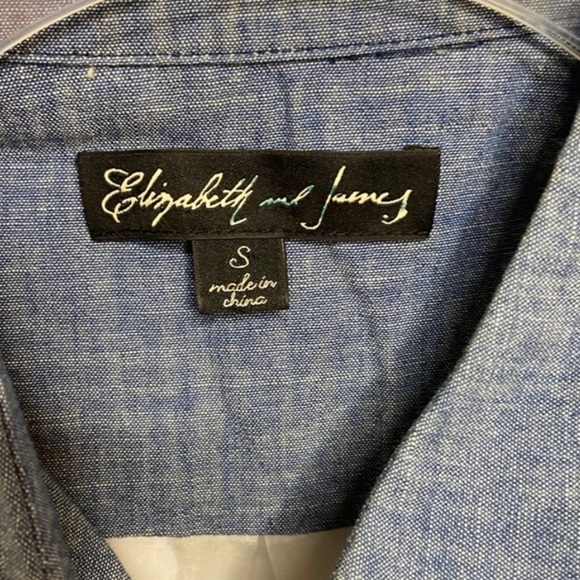 Elizabeth and James
S
made in
china